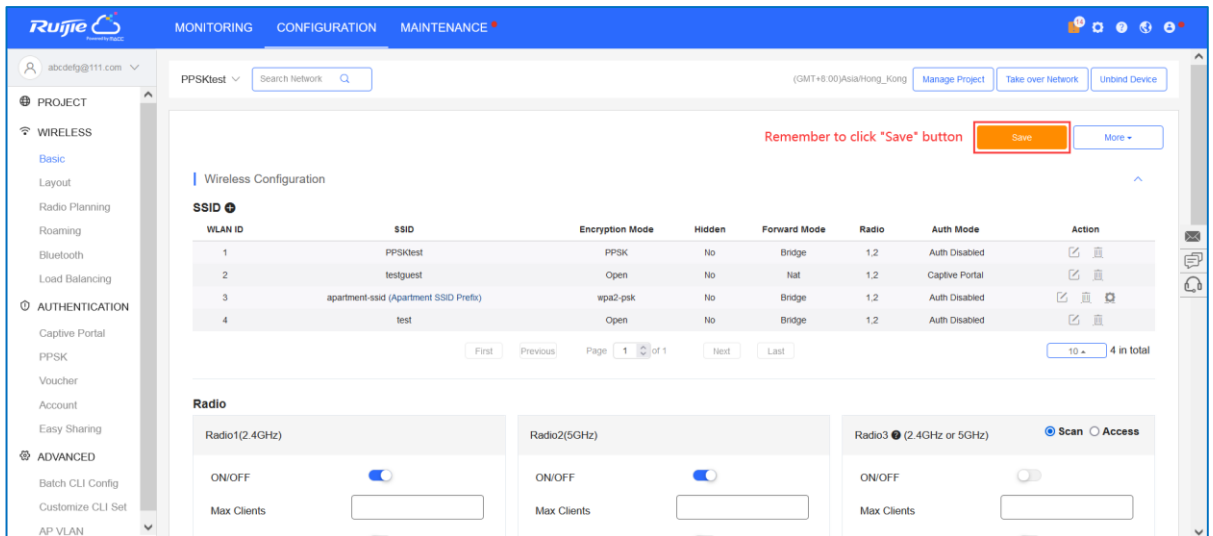 Ruijie MONITORING CONFIGURATION MAINTENANCE 14
Powered by MACC
abcdefg@111.com
PPSKtest Search Network (GMT+8:00)Asia/Hong_Kong Manage Project Take over Network Unbind Device
PROJECT
WIRELESS
Basic
Layout
Radio Planning
Roaming
Bluetooth
Load Balancing
AUTHENTICATION
Captive Portal
PPSK
Voucher
Account
Easy Sharing
ADVANCED
Batch CLI Config
Customize CLI Set
AP VLAN
Remember to click "Save" button Save More
Wireless Configuration
SSID
WLAN ID SSID Encryption Mode Hidden Forward Mode Radio Auth Mode Action
1 PPSKtest PPSK No Bridge 1,2 Auth Disabled
2 testguest Open No Nat 1,2 Captive Portal
3 apartment-ssid (Apartment SSID Prefix) wpa2-psk No Bridge 1,2 Auth Disabled
4 test Open No Bridge 1,2 Auth Disabled
First Previous Page 1 of 1 Next Last 10 4 in total
Radio
Radio1(2.4GHz) Radio2(5GHz) Radio3 (2.4GHz or 5GHz) Scan Access
ON/OFF ON/OFF ON/OFF
Max Clients Max Clients Max Clients